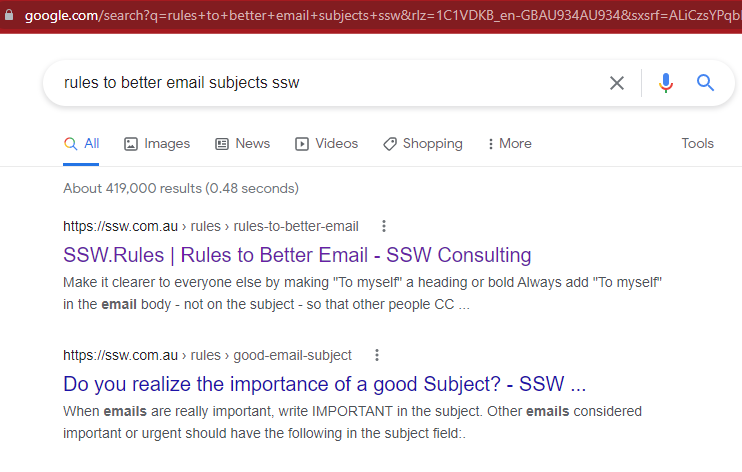 google.com/search?q=rules+to+better+email+subjects+ssw&rlz=1C1VDKB_en-GBAU934AU934&sxsrf=ALiCzsYPqb
rules to better email subjects ssw
All Images News Videos Shopping More Tools
About 419,000 results (0.48 seconds)
https://ssw.com.au › rules › rules-to-better-email
SSW.Rules | Rules to Better Email - SSW Consulting
Make it clearer to everyone else by making "To myself" a heading or bold Always add "To myself"
in the email body - not on the subject - so that other people CC ...
https://ssw.com.au › rules › good-email-subject
Do you realize the importance of a good Subject? - SSW ...
When emails are really important, write IMPORTANT in the subject. Other emails considered
important or urgent should have the following in the subject field:.